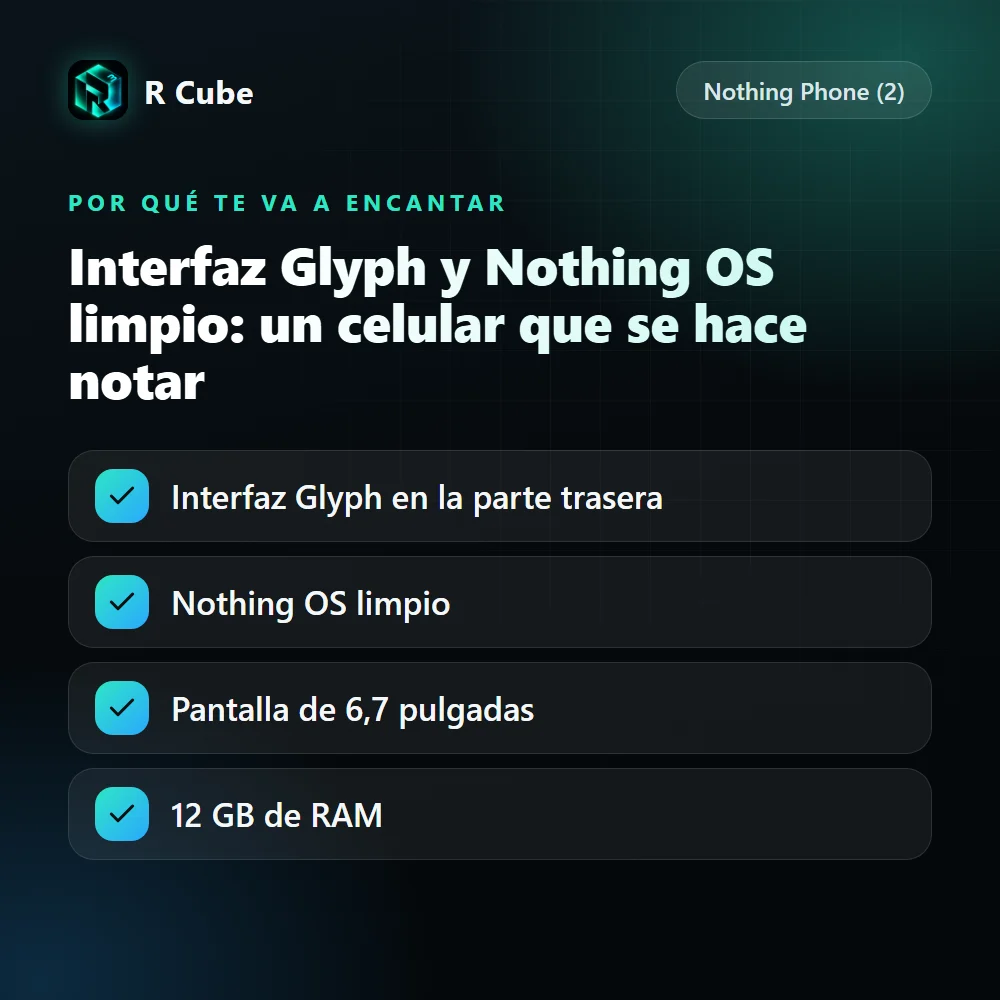 R Cube
Nothing Phone (2)
POR QUÉ TE VA A ENCANTAR
Interfaz Glyph y Nothing OS
limpio: un celular que se hace
notar
Interfaz Glyph en la parte trasera
Nothing OS limpio
Pantalla de 6,7 pulgadas
12 GB de RAM